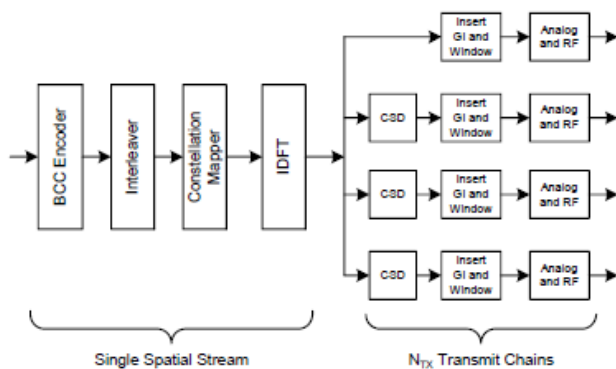 BCC Encoder
Interleaver
Constellation
Mapper
IDFT
Insert
GI and
Window
Analog
and RF
CSD
Insert
GI and
Window
Analog
and RF
CSD
Insert
GI and
Window
Analog
and RF
CSD
Insert
GI and
Window
Analog
and RF
Single Spatial Stream
NTX Transmit Chains